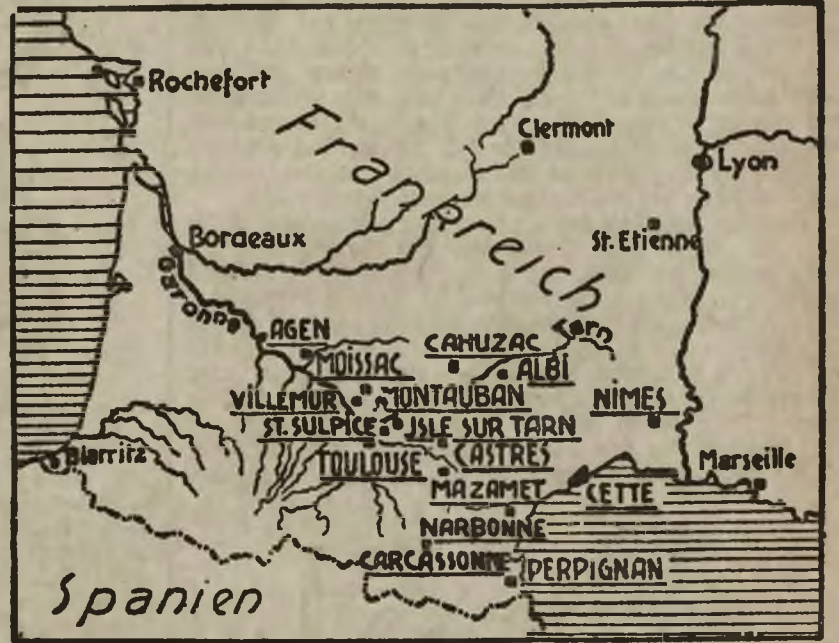 Rochefort
Frankreich
Clermont
Lyon
St. Etienne
Bordeaux
Garonne
Tarn
AGEN
CAHUZAC
MOISSAC
ALBI
VILLEMUR
MONTAUBAN
NIMES
ST. SULPICE
ISLE SUR TARN
TOULOUSE
CASTRES
Biarritz
Marseille
MAZAMET
CETTE
NARBONNE
CARCASSONNE
PERPIGNAN
Spanien